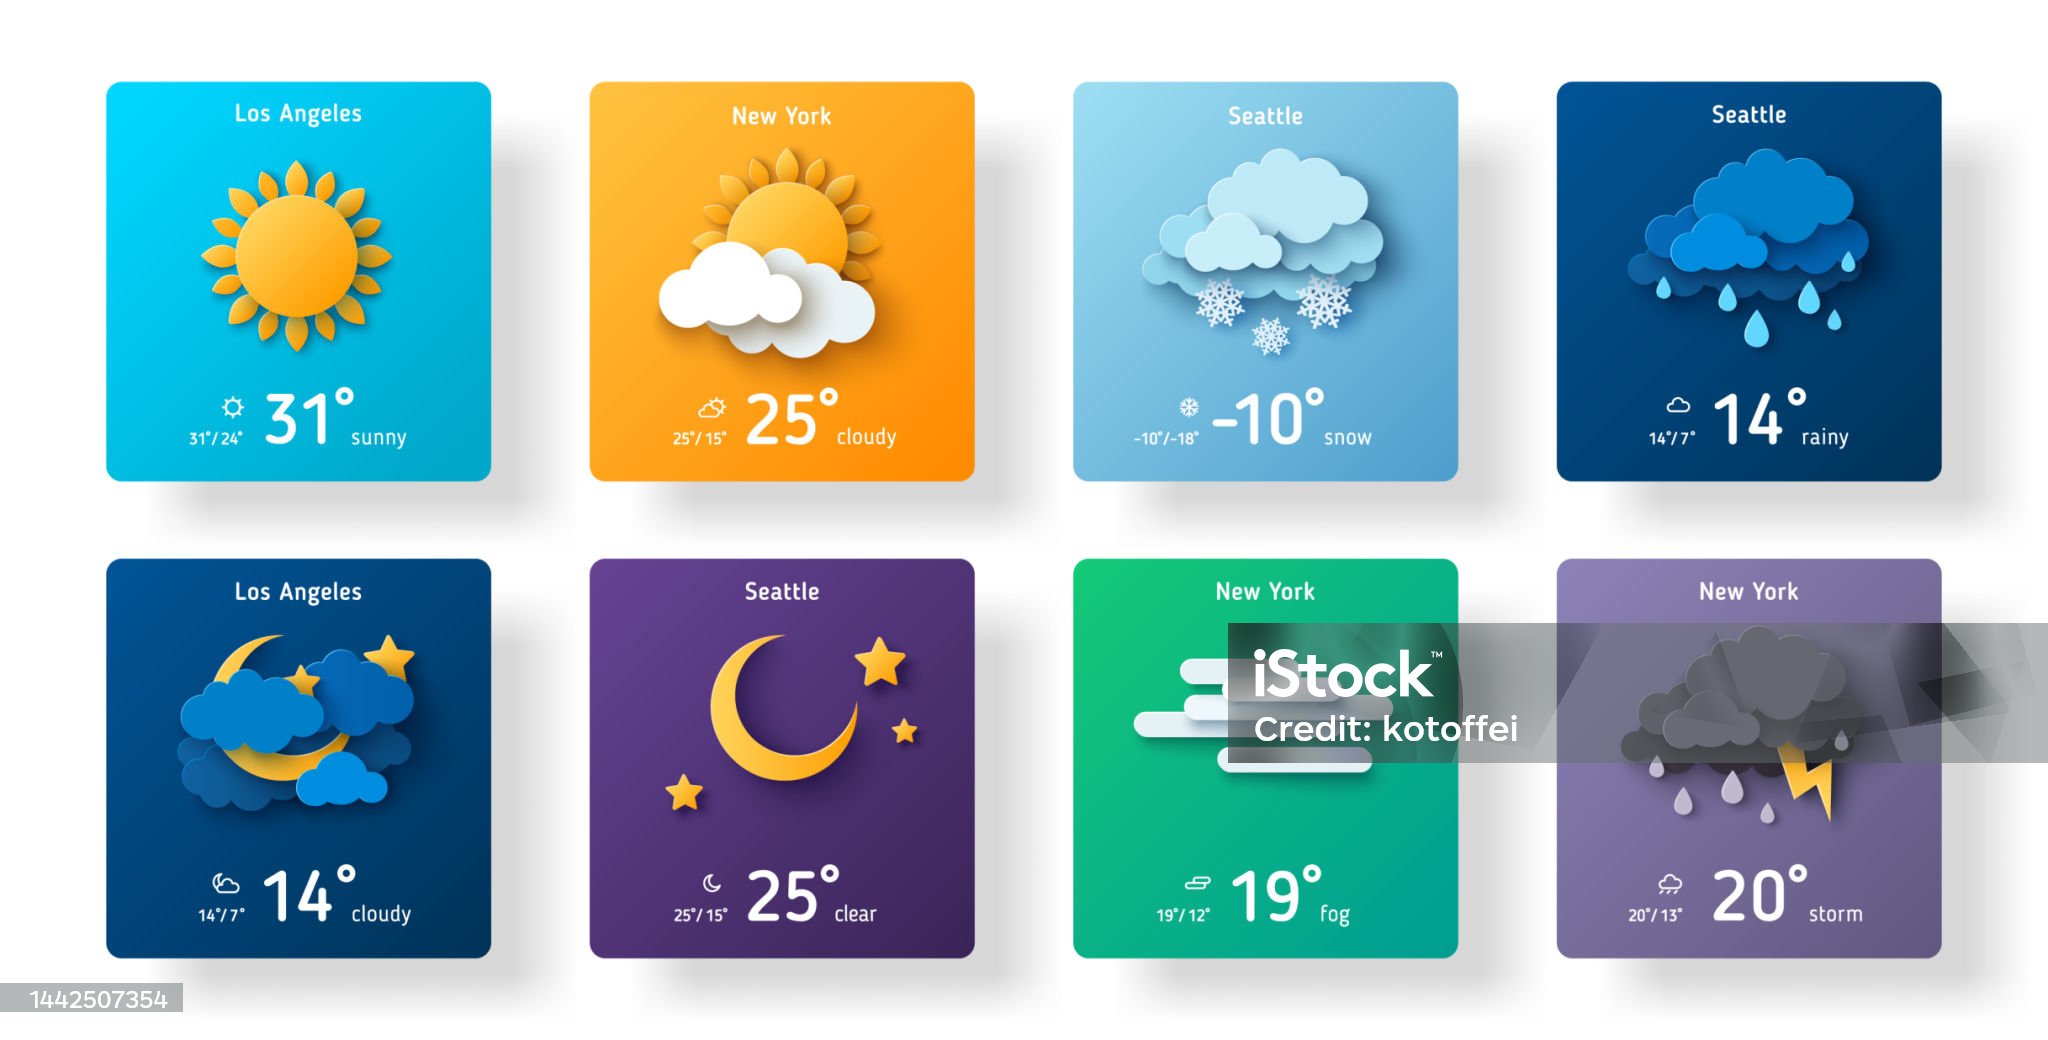 Los Angeles
31°/24° 31° sunny
New York
25°/15° 25° cloudy
Seattle
-10°/-18° -10° snow
Seattle
14°/7° 14° rainy
Los Angeles
14°/7° 14° cloudy
Seattle
25°/15° 25° clear
New York
19°/12° 19° fog
New York
20°/13° 20° storm
iStock™
Credit: kotoffei
1442507354